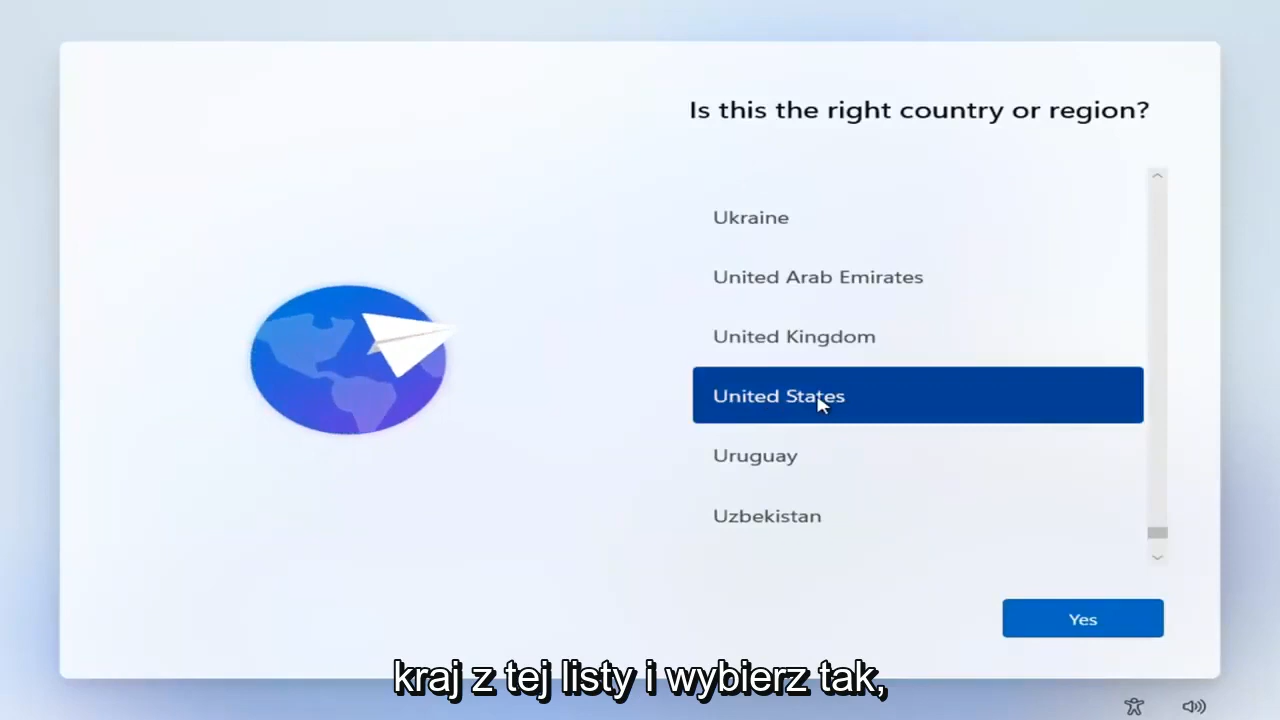 Is this the right country or region?
Ukraine
United Arab Emirates
United Kingdom
United States
Uruguay
Uzbekistan
Yes
kraj z tej listy i wybierz tak,